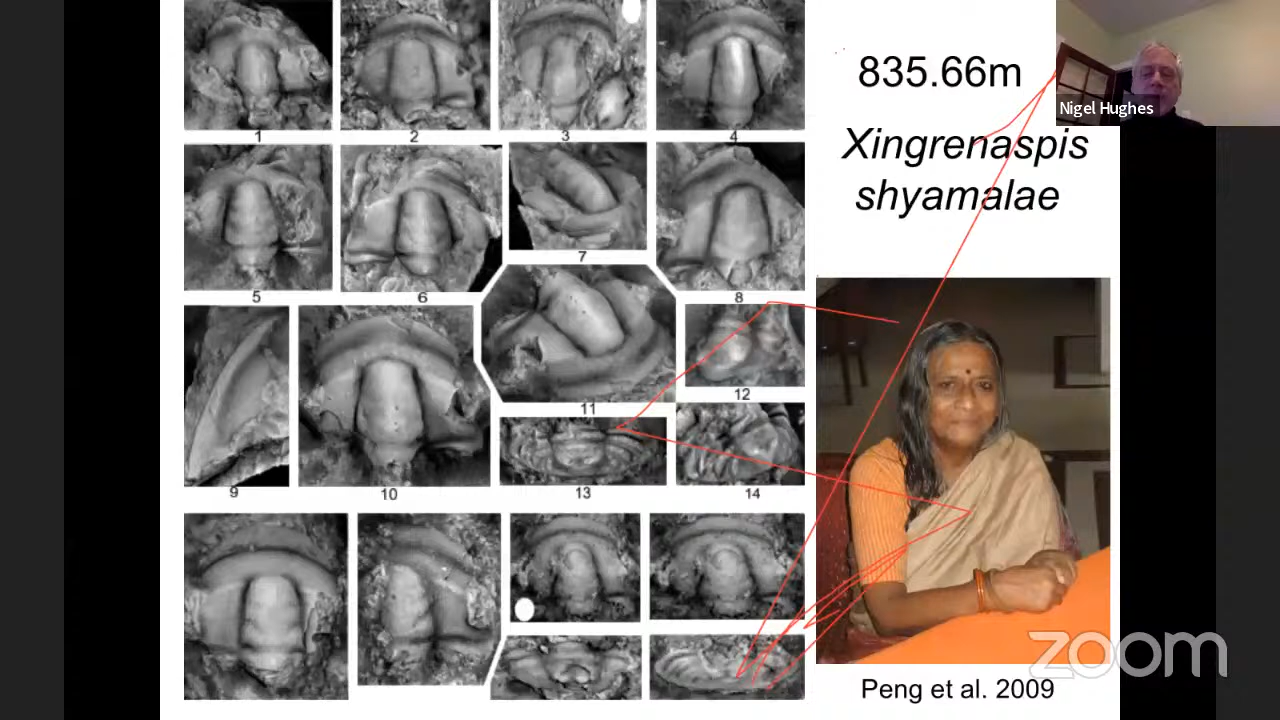 835.66m
Nigel Hughes
Xingrenaspis
shyamalae
1
2
3
4
5
6
7
8
9
10
11
12
13
14
Peng et al. 2009
zoom